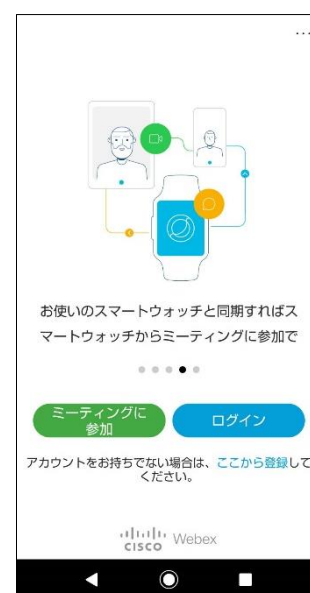 お使いのスマートウォッチと同期すればス
マートウォッチからミーティングに参加で
ミーティングに
参加
ログイン
アカウントをお持ちでない場合は、ここから登録して
ください。
CISCO Webex